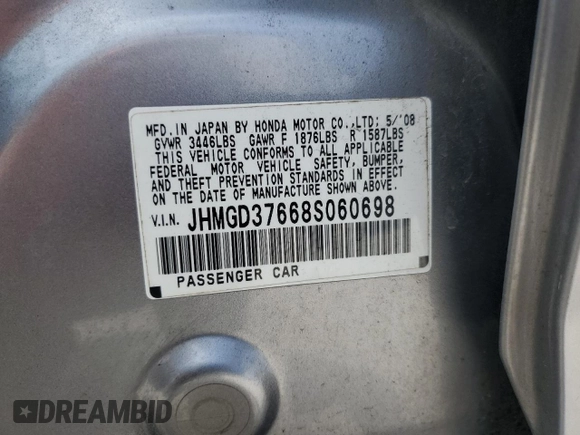 MFD.IN JAPAN BY HONDA MOTOR CO.,LTD; 5/'08
GVWR 3446LBS GAWR F 1876LBS R 1587LBS
THIS VEHICLE CONFORMS TO ALL APPLICABLE
FEDERAL MOTOR VEHICLE SAFETY, BUMPER,
AND THEFT PREVENTION STANDARDS IN EFFECT
ON THE DATE OF MANUFACTURE SHOWN ABOVE.
V.I.N. JHMGD37668S060698
PASSENGER CAR
DREAMBID